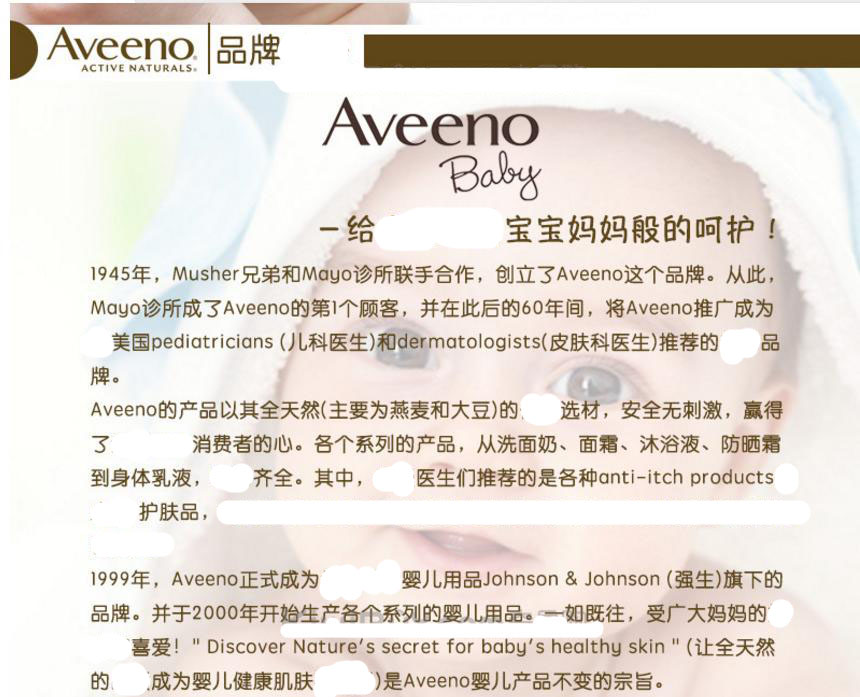 Aveeno® 品牌
ACTIVE NATURALS®
Aveeno
Baby
-给 宝宝妈妈般的呵护！
1945年，Musher兄弟和Mayo诊所联手合作，创立了Aveeno这个品牌。从此，
Mayo诊所成了Aveeno的第1个顾客，并在此后的60年间，将Aveeno推广成为
美国pediatricians (儿科医生)和dermatologists(皮肤科医生)推荐的 品
牌。
Aveeno的产品以其全天然(主要为燕麦和大豆)的 选材，安全无刺激，赢得
了 消费者的心。各个系列的产品，从洗面奶、面霜、沐浴液、防晒霜
到身体乳液， 齐全。其中， 医生们推荐的是各种anti-itch products
护肤品，
1999年，Aveeno正式成为 婴儿用品Johnson & Johnson (强生)旗下的
品牌。并于2000年开始生产各个系列的婴儿用品。一如既往，受广大妈妈的
喜爱！" Discover Nature's secret for baby's healthy skin " (让全天然
的 成为婴儿健康肌肤 )是Aveeno婴儿产品不变的宗旨。